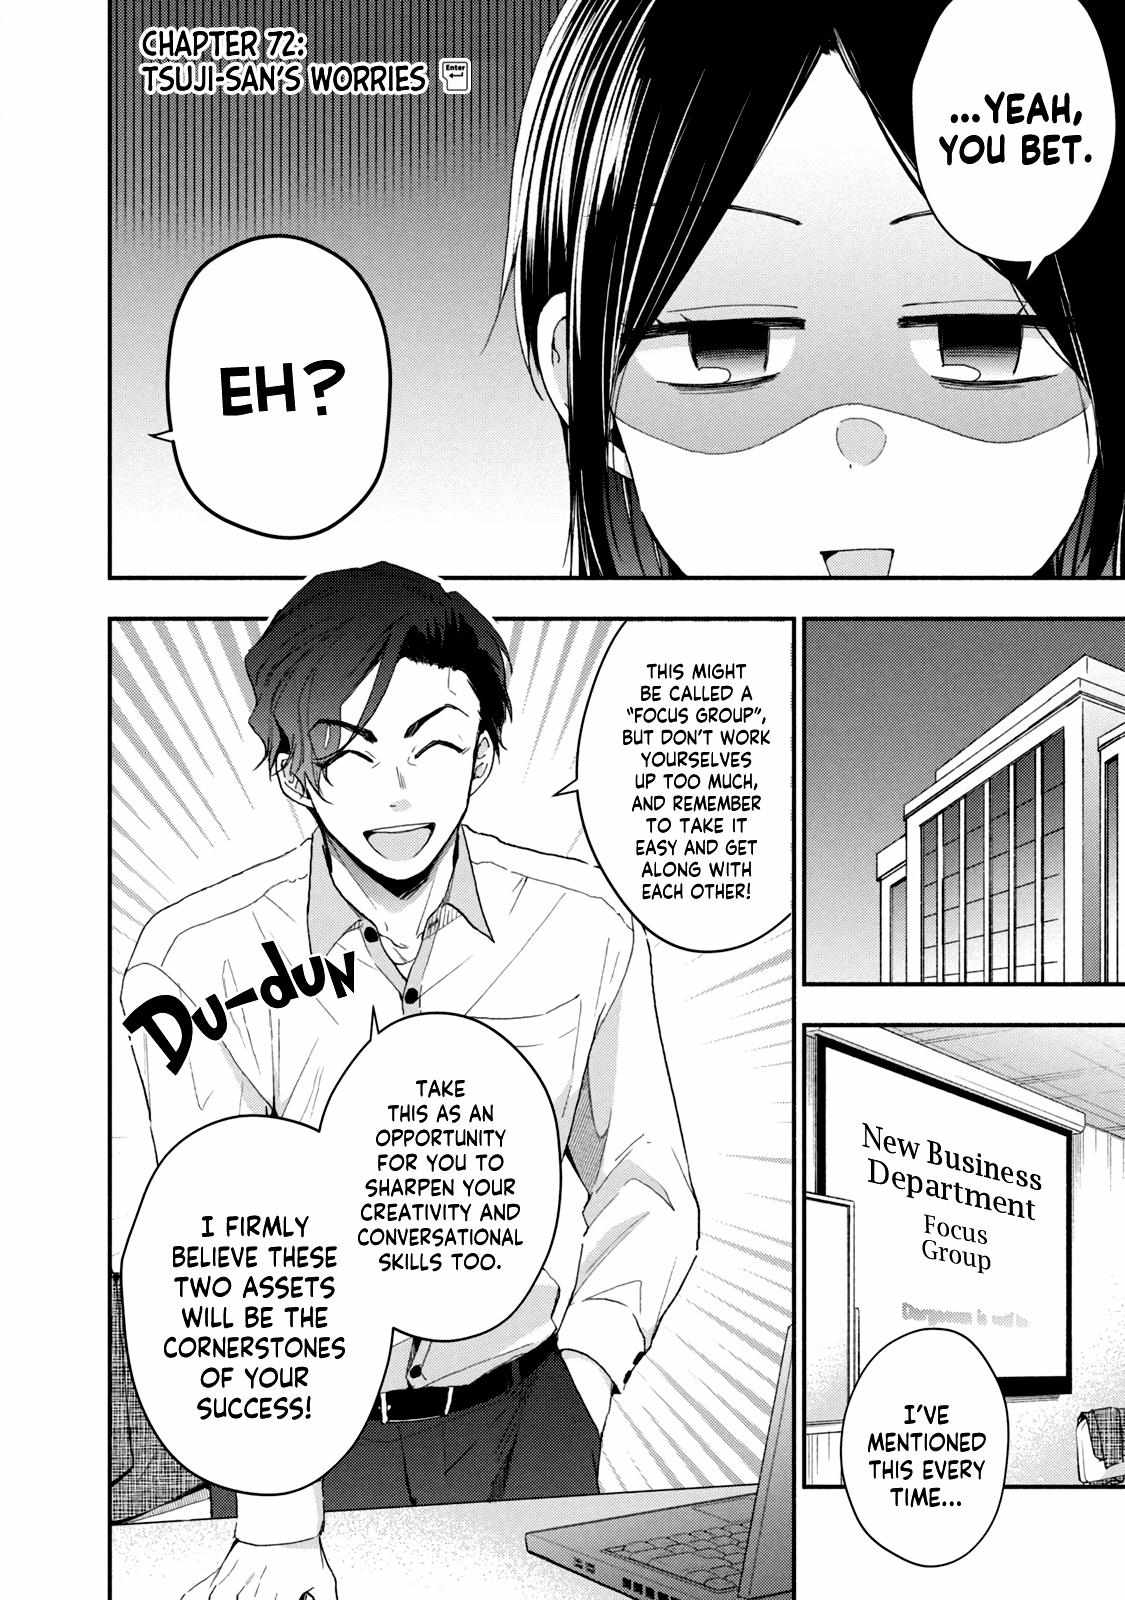 CHAPTER 72:
TSUJI-SAN'S WORRIES
Enter
...YEAH,
YOU BET.
EH?
New Business
Department
Focus
Group
I'VE
MENTIONED
THIS EVERY
TIME...
THIS MIGHT
BE CALLED A
"FOCUS GROUP",
BUT DON'T WORK
YOURSELVES
UP TOO MUCH,
AND REMEMBER
TO TAKE IT
EASY AND GET
ALONG WITH
EACH OTHER!
DU-DUN
TAKE
THIS AS AN
OPPORTUNITY
FOR YOU TO
SHARPEN YOUR
CREATIVITY AND
CONVERSATIONAL
SKILLS TOO.
I FIRMLY
BELIEVE THESE
TWO ASSETS
WILL BE THE
CORNERSTONES
OF YOUR
SUCCESS!